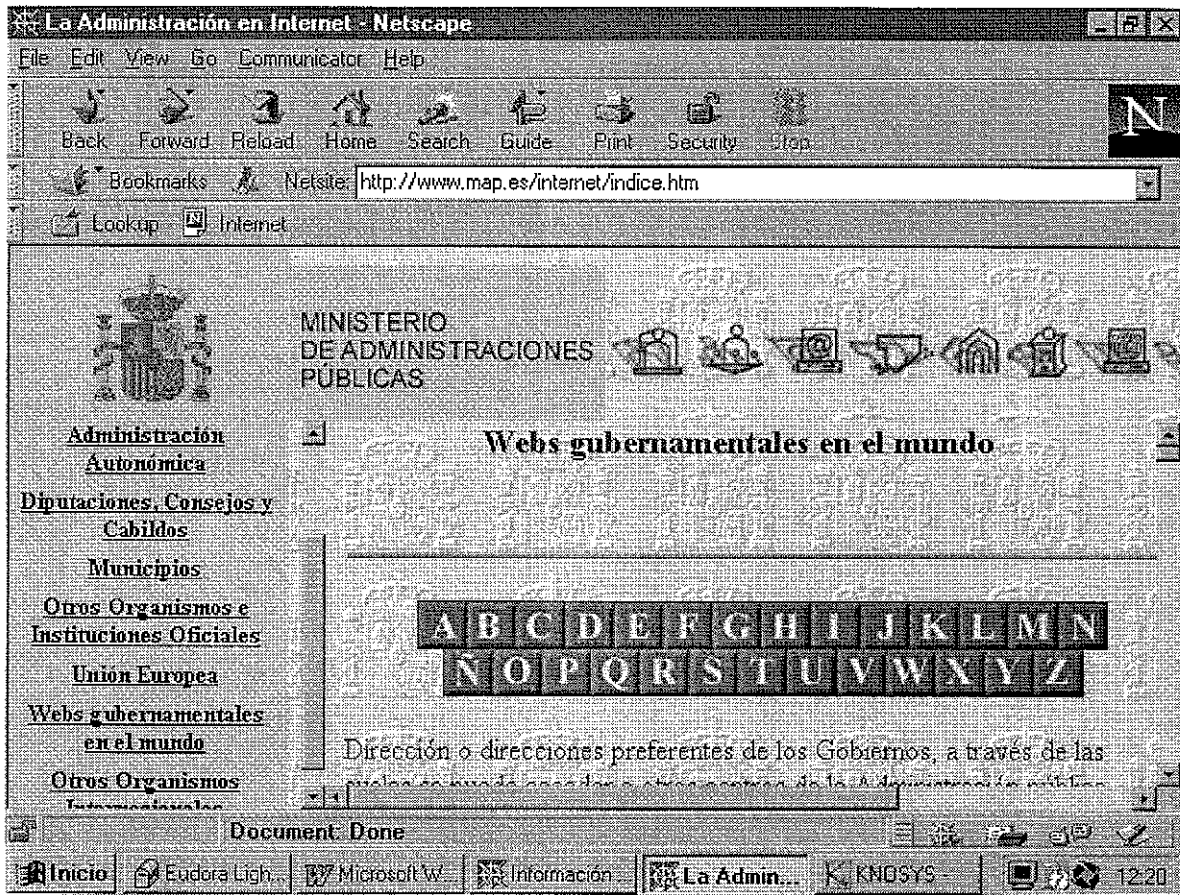 La Administración en Internet - Netscape
File Edit View Go Communicator Help
Back Forward Reload Home Search Guide Print Security Stop
N
Bookmarks Netsite: http://www.map.es/internet/indice.htm
Lookup Internet
MINISTERIO
DE ADMINISTRACIONES
PÚBLICAS
Administración
Autonómica
Diputaciones, Consejos y
Cabildos
Municipios
Otros Organismos e
Instituciones Oficiales
Unión Europea
Webs gubernamentales
en el mundo
Otros Organismos
Internacionales
Webs gubernamentales en el mundo
A B C D E F G H I J K L M N
Ñ O P Q R S T U V W X Y Z
Dirección o direcciones preferentes de los Gobiernos, a través de las
Document: Done
Inicio Eudora Ligh... Microsoft W... Información La Admin... KNOSYS - 12:20